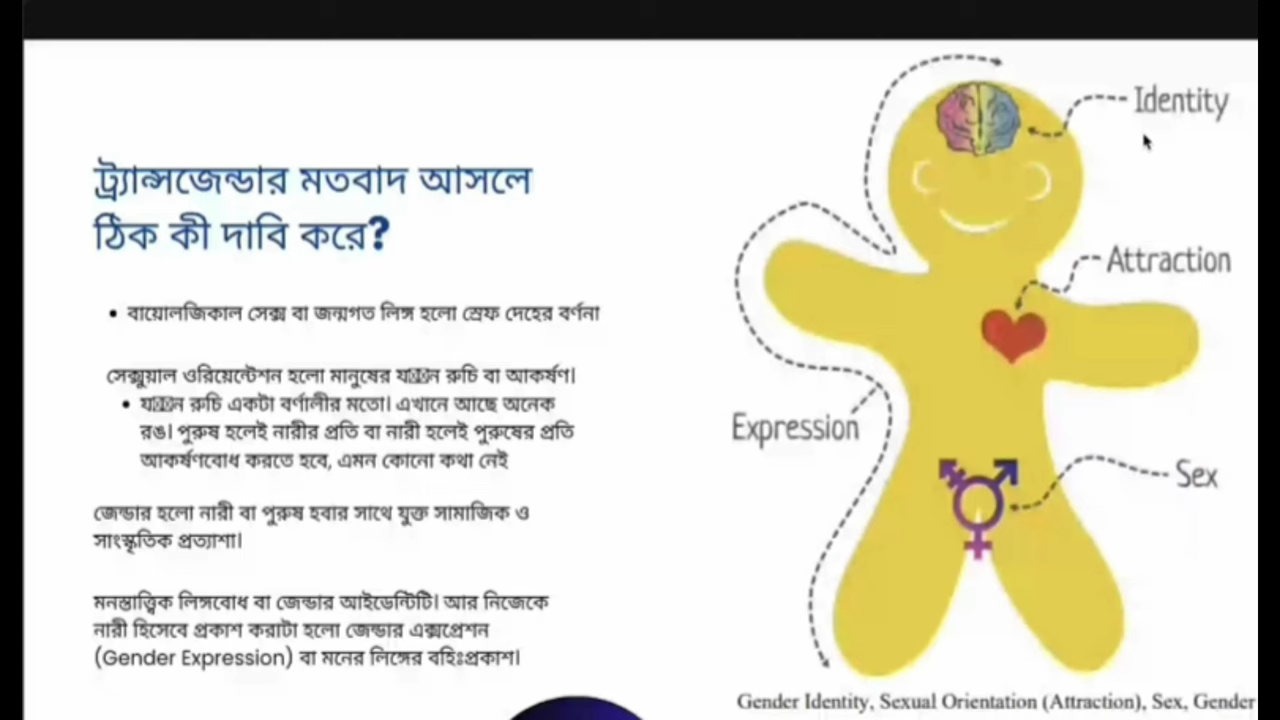 ট্র্যান্সজেন্ডার মতবাদ আসলে
ঠিক কী দাবি করে?
• বায়োলজিকাল সেক্স বা জন্মগত লিঙ্গ হলো স্রেফ দেহের বর্ণনা
সেক্সুয়াল ওরিয়েন্টেশন হলো মানুষের য▯▯ন রুচি বা আকর্ষণ।
• য▯▯ন রুচি একটা বর্ণালীর মতো। এখানে আছে অনেক
রঙ। পুরুষ হলেই নারীর প্রতি বা নারী হলেই পুরুষের প্রতি
আকর্ষণবোধ করতে হবে, এমন কোনো কথা নেই
জেন্ডার হলো নারী বা পুরুষ হবার সাথে যুক্ত সামাজিক ও
সাংস্কৃতিক প্রত্যাশা।
মনস্তাত্ত্বিক লিঙ্গবোধ বা জেন্ডার আইডেন্টিটি। আর নিজেকে
নারী হিসেবে প্রকাশ করাটা হলো জেন্ডার এক্সপ্রেশন
(Gender Expression) বা মনের লিঙ্গের বহিঃপ্রকাশ।
Identity
Attraction
Expression
Sex
Gender Identity, Sexual Orientation (Attraction), Sex, Gender